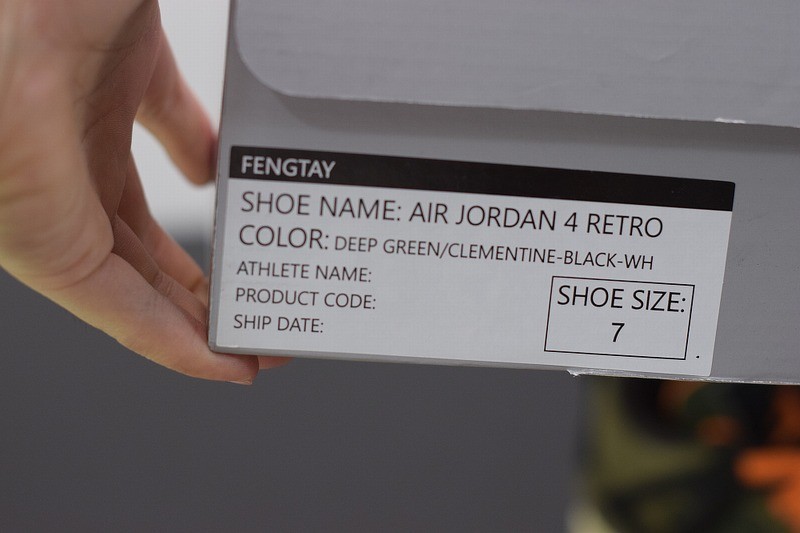 FENGTAY
SHOE NAME: AIR JORDAN 4 RETRO
COLOR: DEEP GREEN/CLEMENTINE-BLACK-WH
ATHLETE NAME:
PRODUCT CODE:
SHIP DATE:
SHOE SIZE:
7